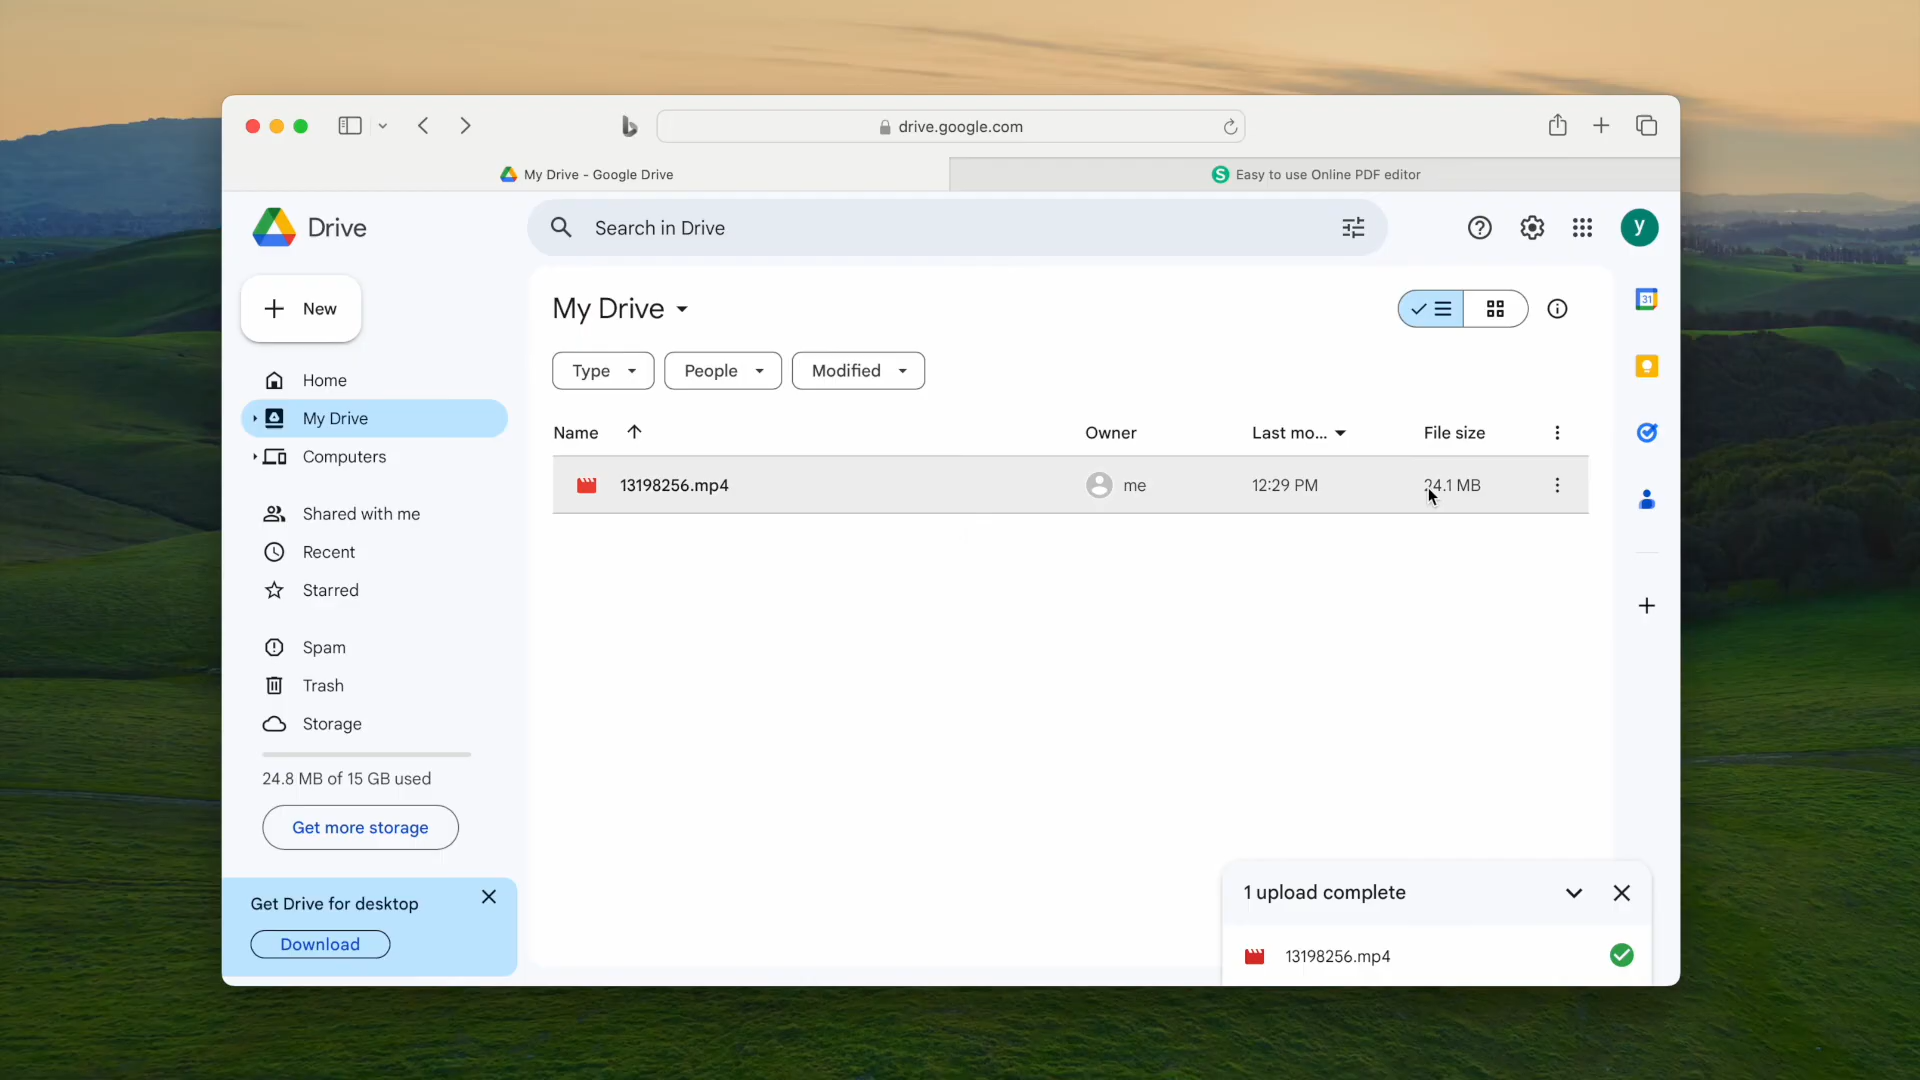 drive.google.com
My Drive – Google Drive
S Easy to use Online PDF editor
Drive
Search in Drive
y
New
My Drive
31
Type
People
Modified
Home
My Drive
Computers
Name
Owner
Last mo...
File size
13198256.mp4
me
12:29 PM
24.1 MB
Shared with me
Recent
Starred
Spam
Trash
Storage
24.8 MB of 15 GB used
Get more storage
Get Drive for desktop
Download
1 upload complete
13198256.mp4